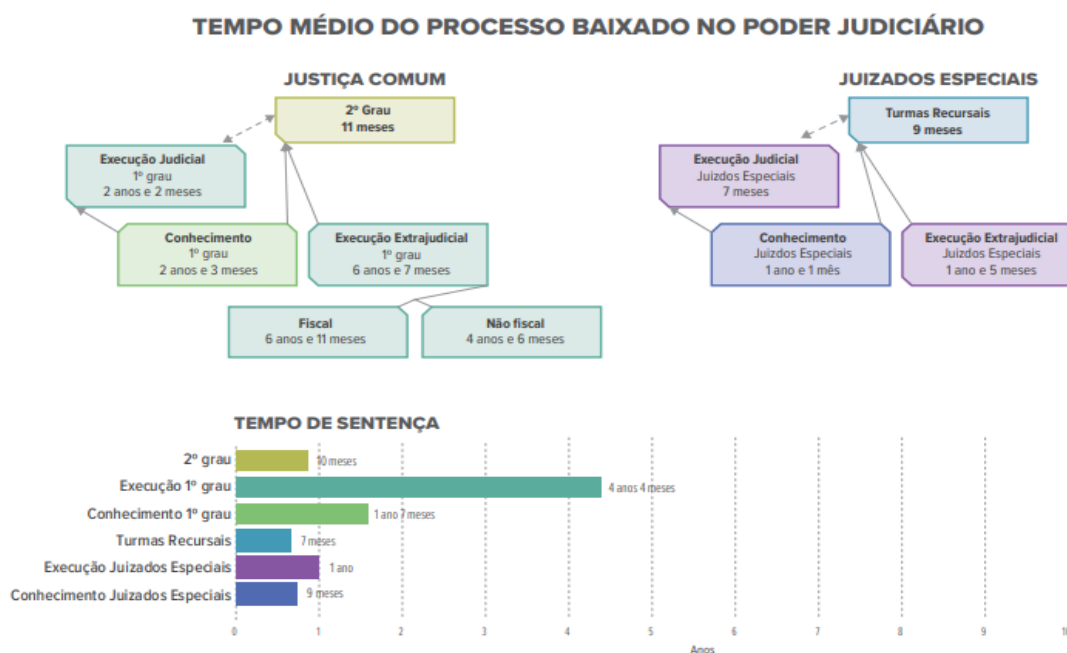 TEMPO MÉDIO DO PROCESSO BAIXADO NO PODER JUDICIÁRIO
JUSTIÇA COMUM
2º Grau
11 meses
Execução Judicial
1º grau
2 anos e 2 meses
Conhecimento
1º grau
2 anos e 3 meses
Execução Extrajudicial
1º grau
6 anos e 7 meses
Fiscal
6 anos e 11 meses
Não fiscal
4 anos e 6 meses
JUIZADOS ESPECIAIS
Turmas Recursais
9 meses
Execução Judicial
Juizdos Especiais
7 meses
Conhecimento
Juizdos Especiais
1 ano e 1 mês
Execução Extrajudicial
Juizdos Especiais
1 ano e 5 meses
TEMPO DE SENTENÇA
2º grau 10 meses
Execução 1º grau 4 anos 4 meses
Conhecimento 1º grau 1 ano 7 meses
Turmas Recursais 7 meses
Execução Juizados Especiais 1 ano
Conhecimento Juizados Especiais 9 meses
0 1 2 3 4 5 6 7 8 9 10
Anos